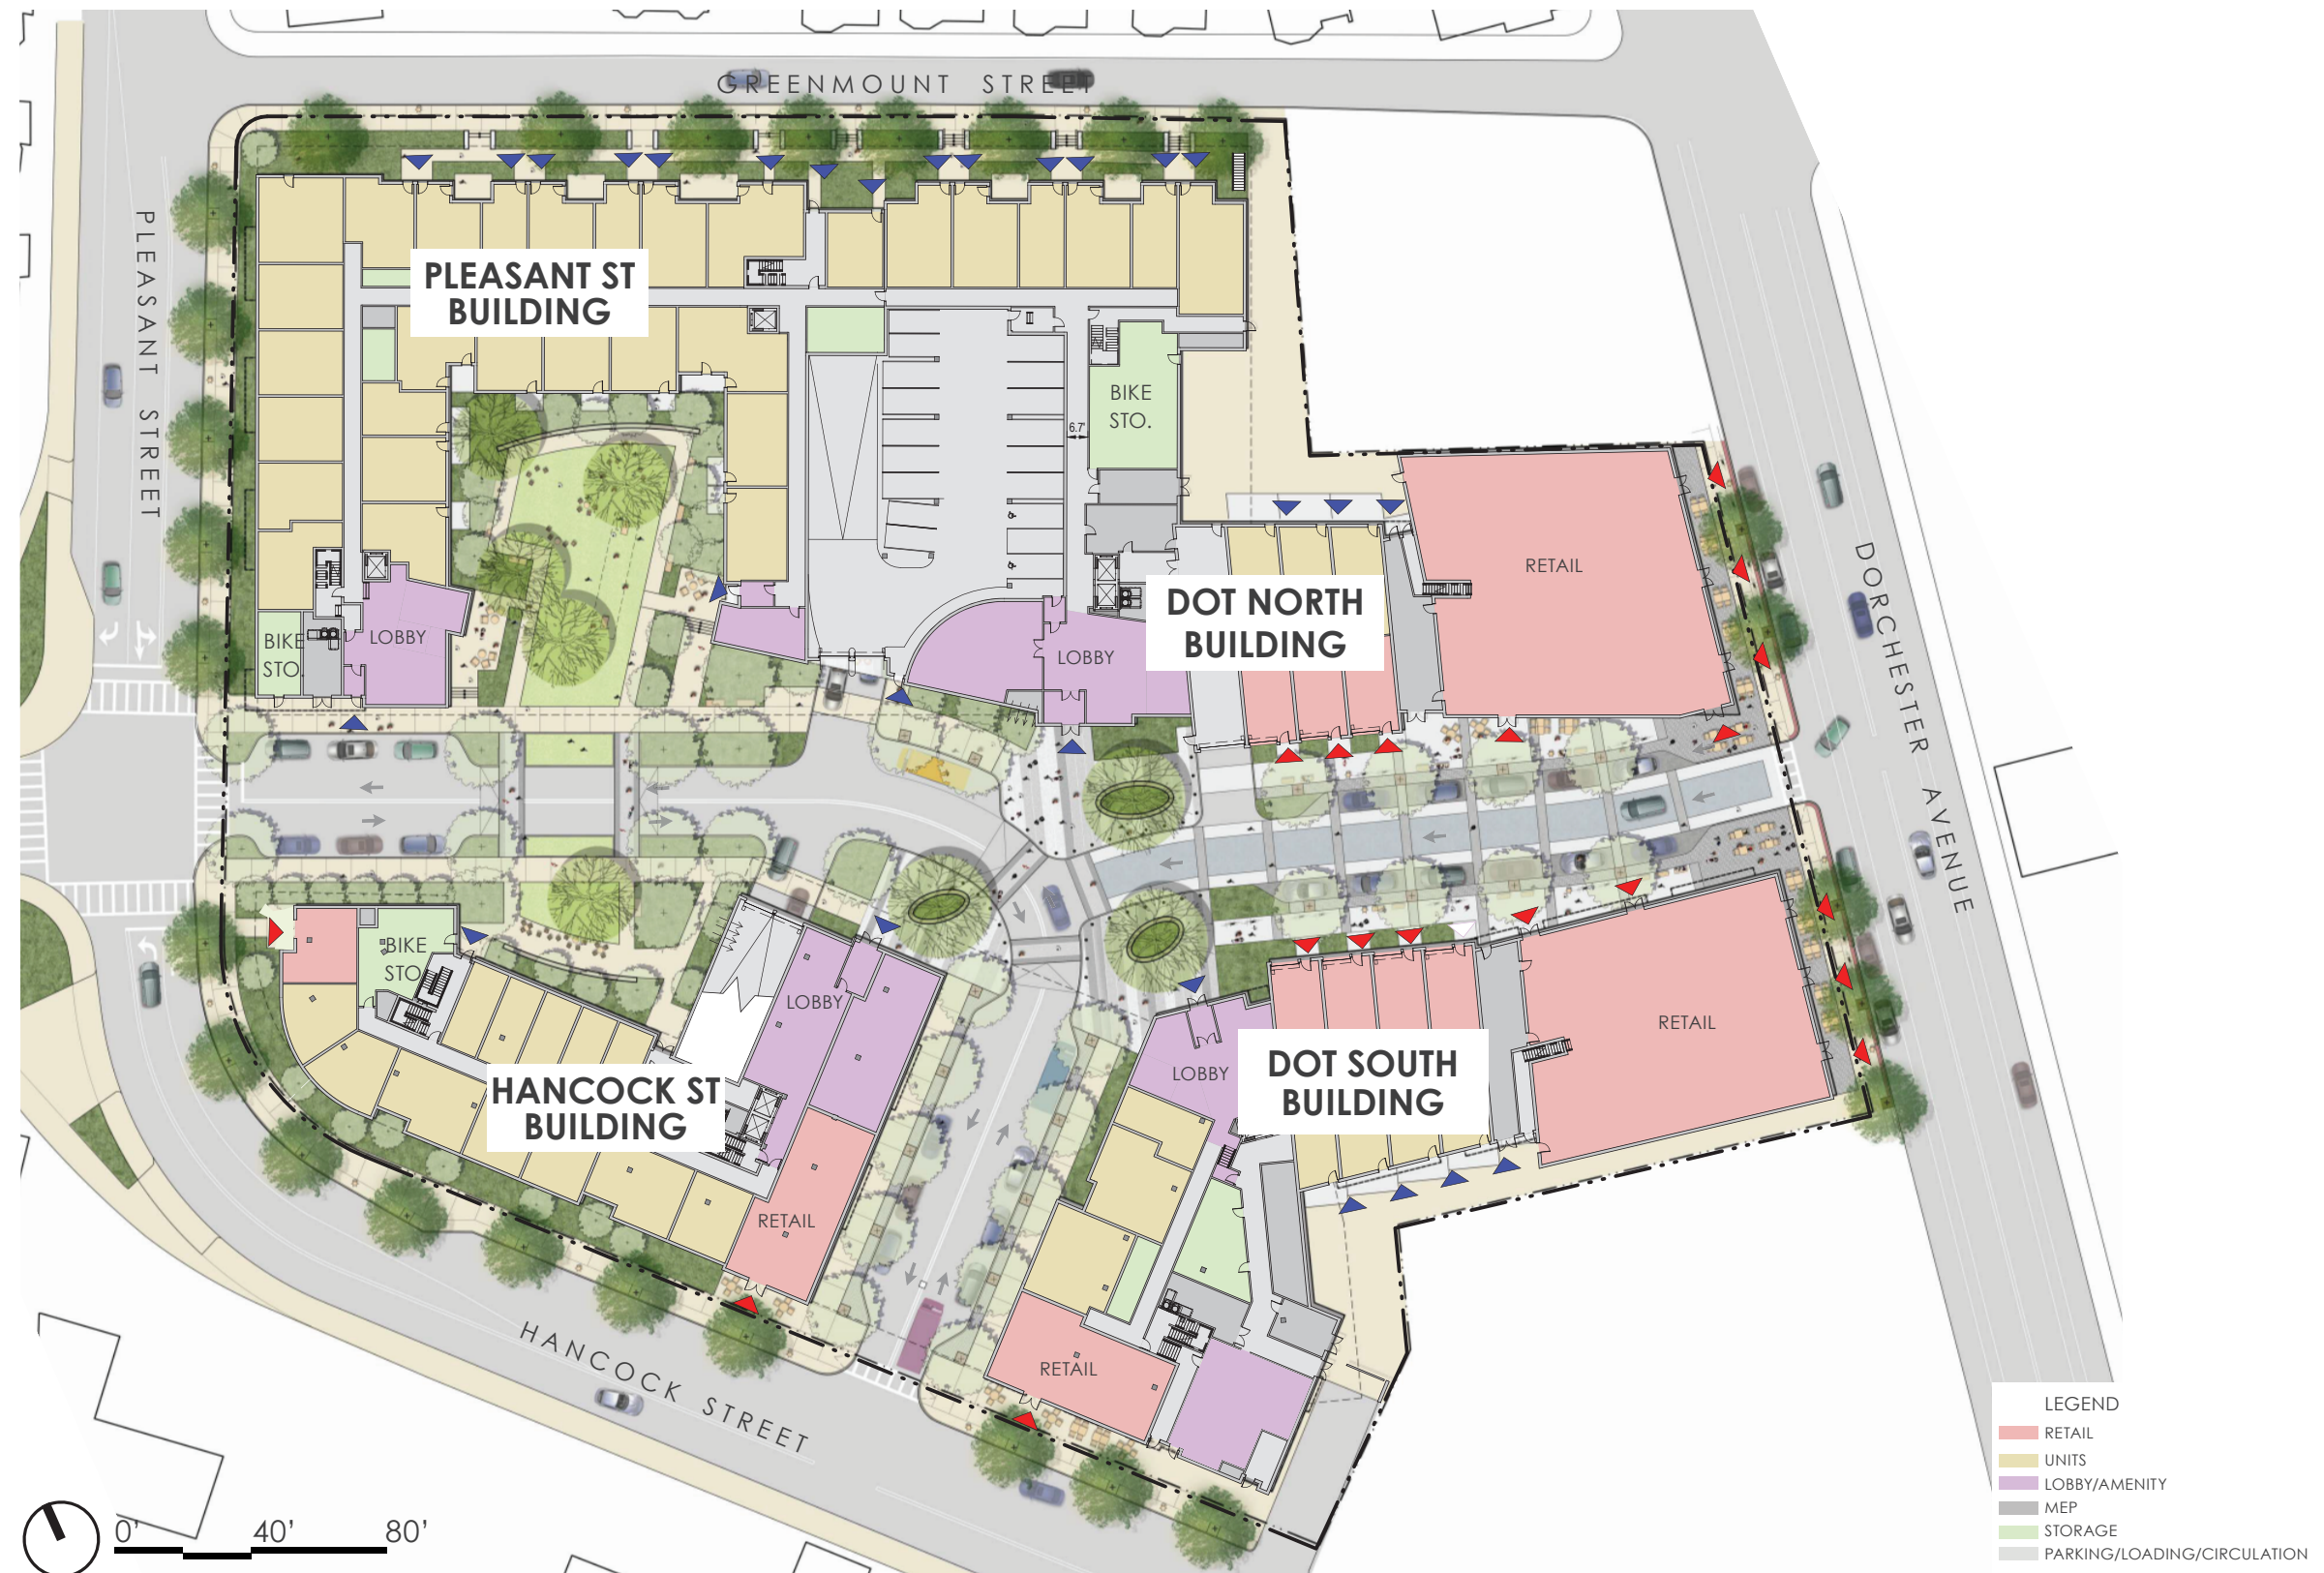 GREENMOUNT STREET
PLEASANT STREET
PLEASANT ST
BUILDING
BIKE
STO.
6.7'
RETAIL
DORCHESTER AVENUE
DOT NORTH
BUILDING
BIKE
STO.
LOBBY
LOBBY
BIKE
STO.
LOBBY
RETAIL
HANCOCK ST
BUILDING
LOBBY
DOT SOUTH
BUILDING
RETAIL
RETAIL
HANCOCK STREET
0' 40' 80'
LEGEND
RETAIL
UNITS
LOBBY/AMENITY
MEP
STORAGE
PARKING/LOADING/CIRCULATION